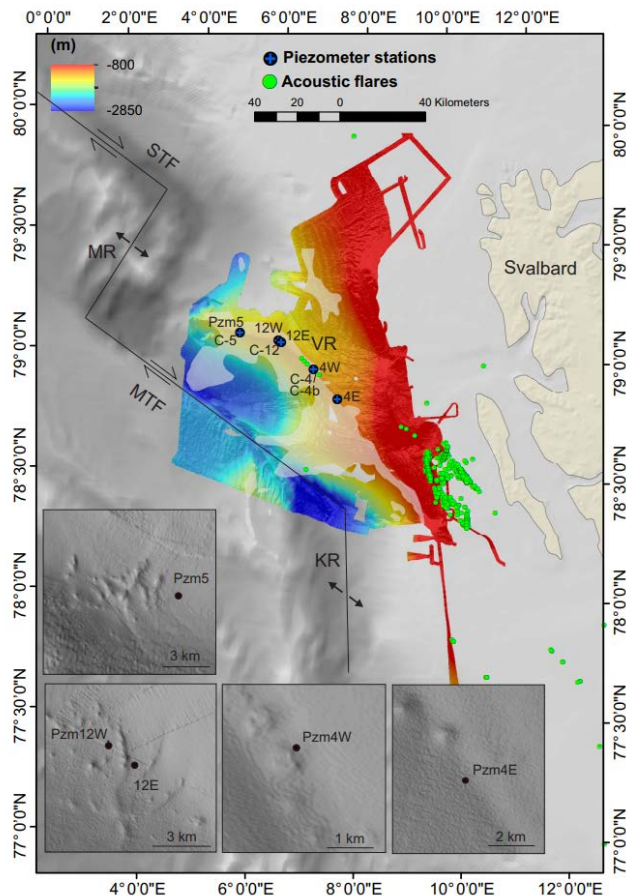 0°0'0"
2°0'0"E
4°0'0"E
6°0'0"E
8°0'0"E
10°0'0"E
12°0'0"E
(m)
-800
-2850
Piezometer stations
Acoustic flares
40 20 0 40 Kilometers
80°0'0"N
80°0'0"N
STF
79°30'0"N
79°30'0"N
MR
Svalbard
Pzm5
12W
12E
C-5
C-12
VR
79°0'0"N
79°0'0"N
4W
C-4/
C-4b
4E
MTF
78°30'0"N
78°30'0"N
KR
Pzm5
3 km
78°0'0"N
78°0'0"N
77°30'0"N
77°30'0"N
Pzm12W
12E
3 km
Pzm4W
1 km
Pzm4E
2 km
77°0'0"N
77°0'0"N
4°0'0"E
6°0'0"E
8°0'0"E
10°0'0"E
12°0'0"E